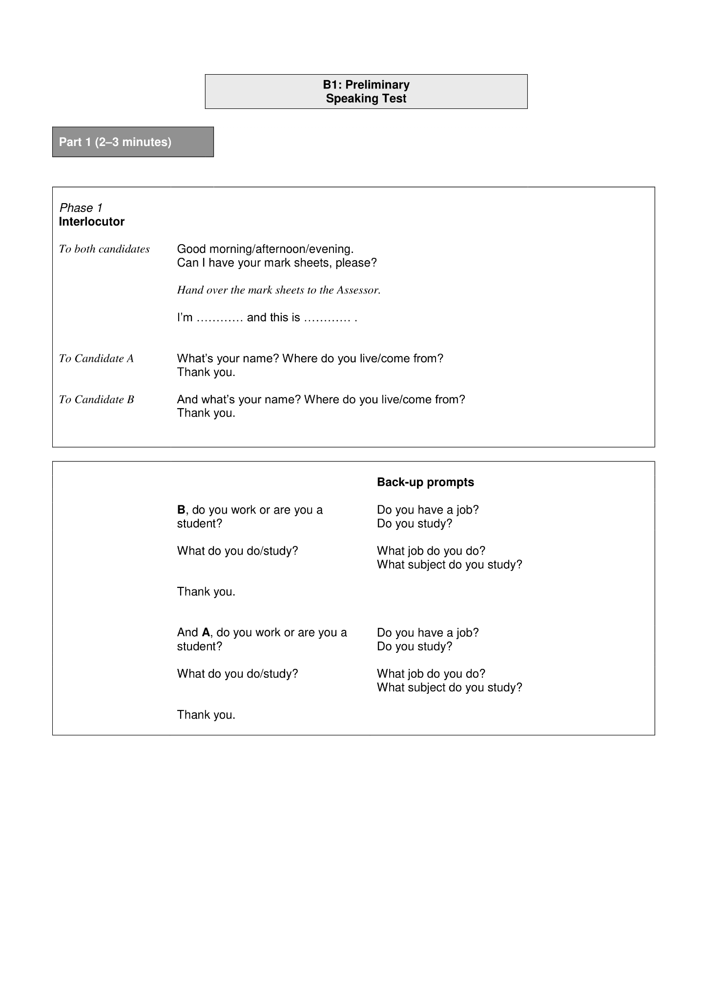 B1: Preliminary
Speaking Test
Part 1 (2–3 minutes)
Phase 1
Interlocutor
To both candidates Good morning/afternoon/evening.
Can I have your mark sheets, please?
Hand over the mark sheets to the Assessor.
I'm ………… and this is ………… .
To Candidate A What's your name? Where do you live/come from?
Thank you.
To Candidate B And what's your name? Where do you live/come from?
Thank you.
Back-up prompts
B, do you work or are you a Do you have a job?
student? Do you study?
What do you do/study? What job do you do?
What subject do you study?
Thank you.
And A, do you work or are you a Do you have a job?
student? Do you study?
What do you do/study? What job do you do?
What subject do you study?
Thank you.